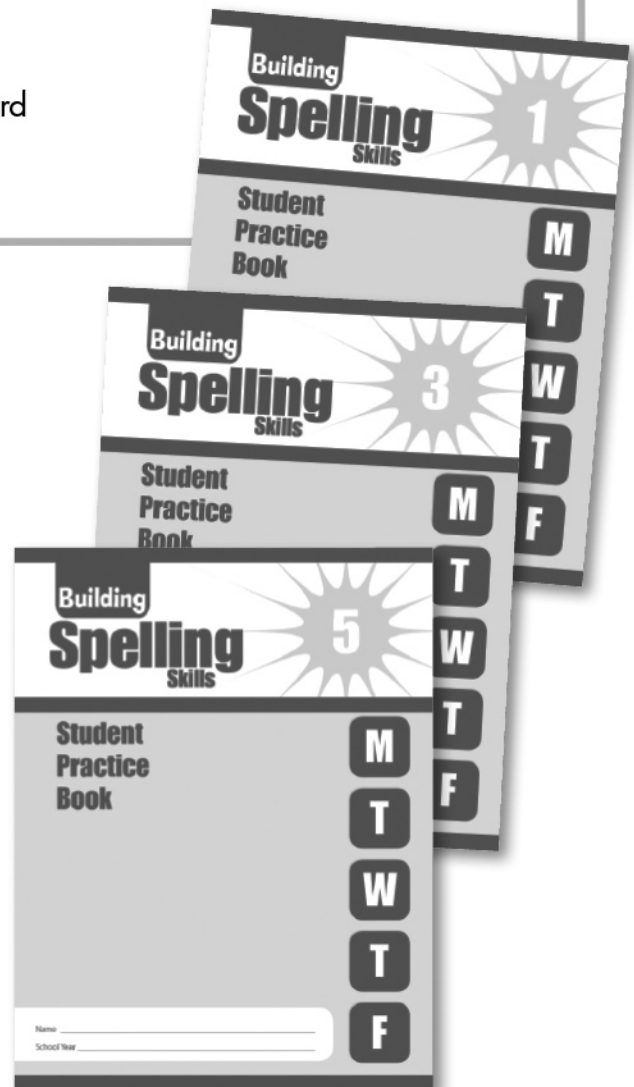 rd
Building
Spelling
Skills
1
Student
Practice
Book
M
T
W
T
F
Building
Spelling
Skills
3
Student
Practice
Book
M
T
W
T
F
Building
Spelling
Skills
5
Student
Practice
Book
M
T
W
T
F
Name
School Year